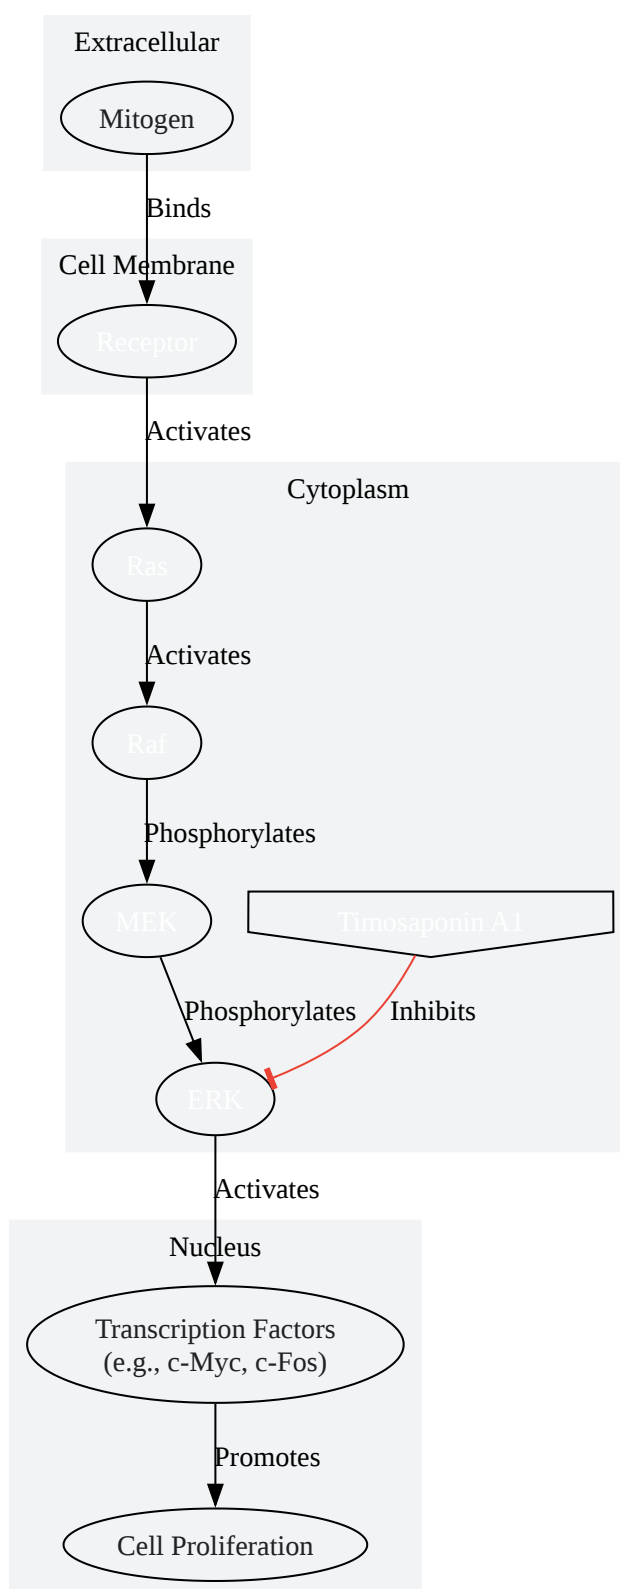 Extracellular
Mitogen
Binds
Cell Membrane
Receptor
Activates
Cytoplasm
Ras
Activates
Raf
Phosphorylates
MEK
Timosaponin A1
Phosphorylates
Inhibits
ERK
Activates
Nucleus
Transcription Factors
(e.g., c-Myc, c-Fos)
Promotes
Cell Proliferation